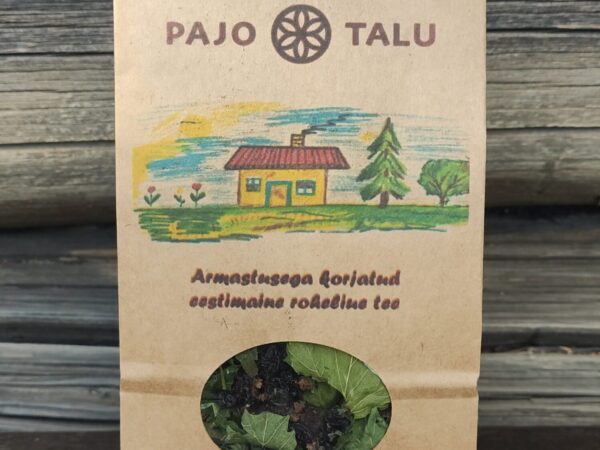 PAJO TALU
Armastusega korjatud
eestimaine roheline tee